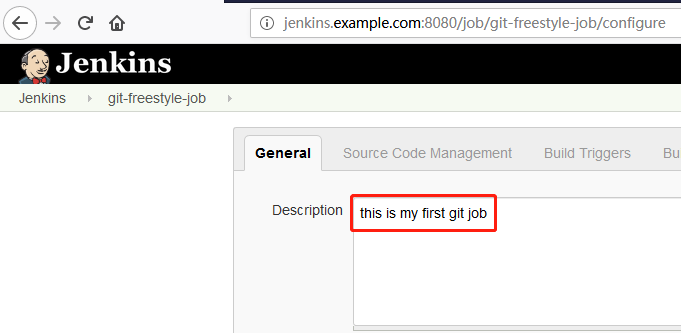 jenkins.example.com:8080/job/git-freestyle-job/configure
Jenkins
Jenkins git-freestyle-job
General Source Code Management Build Triggers Bu
Description this is my first git job